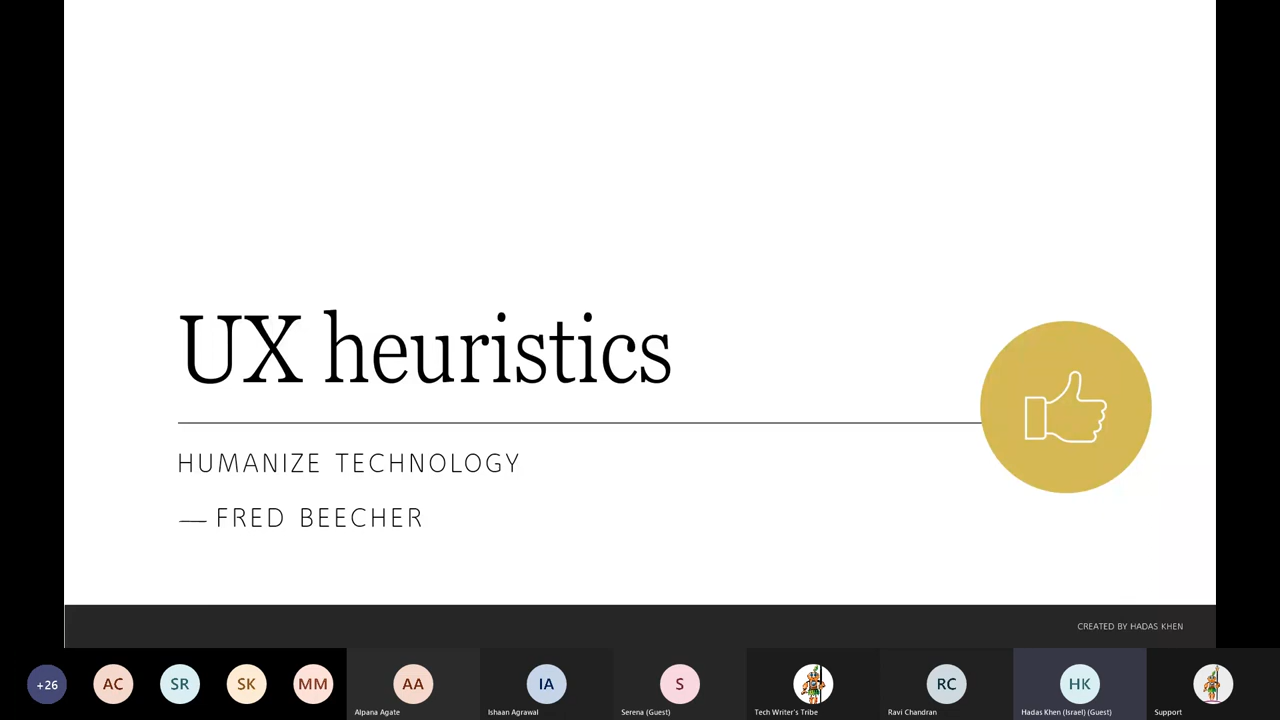 UX heuristics
HUMANIZE TECHNOLOGY
— FRED BEECHER
CREATED BY HADAS KHEN
+26
AC
SR
SK
MM
AA
IA
S
RC
HK
Alpana Agate
Ishaan Agrawal
Serena (Guest)
Tech Writer's Tribe
Ravi Chandran
Hadas Khen (Israel) (Guest)
Support